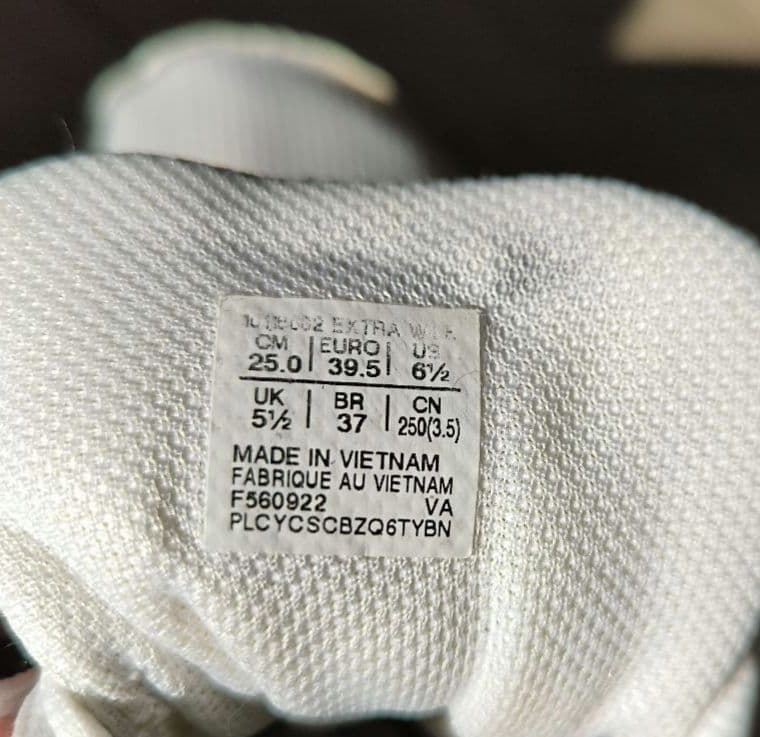 EXTRA
CM | EURO | US
25.0 | 39.5 | 6½
UK | BR | CN
5½ | 37 | 250(3.5)
MADE IN VIETNAM
FABRIQUE AU VIETNAM
F560922 VA
PLCYCSCBZQ6TYBN